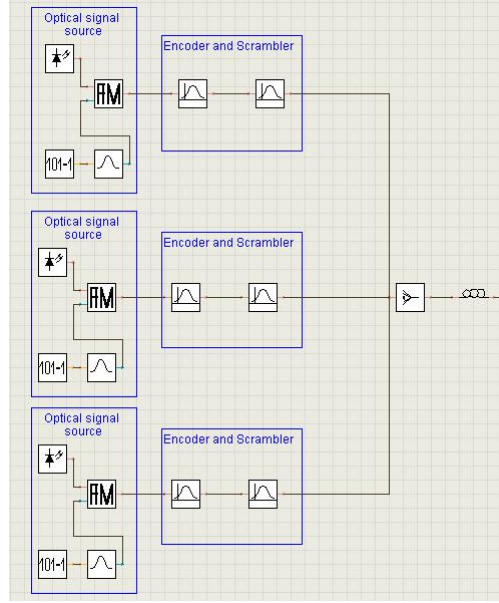 Optical signal
source
Encoder and Scrambler
AM
101-1
Optical signal
source
Encoder and Scrambler
AM
101-1
Optical signal
source
Encoder and Scrambler
AM
101-1